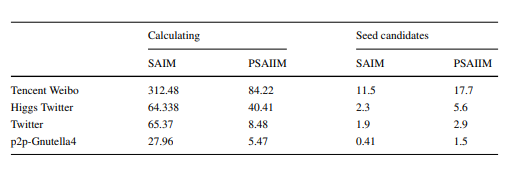 Calculating Seed candidates
SAIM PSAIIM SAIM PSAIIM
Tencent Weibo 312.48 84.22 11.5 17.7
Higgs Twitter 64.338 40.41 2.3 5.6
Twitter 65.37 8.48 1.9 2.9
p2p-Gnutella4 27.96 5.47 0.41 1.5